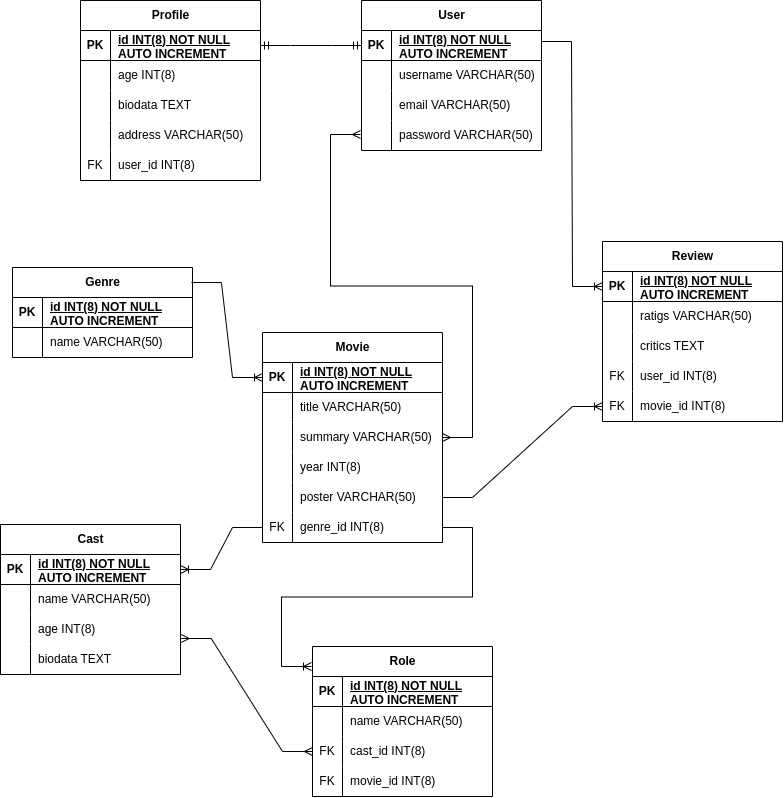 Profile
PK
id INT(8) NOT NULL
AUTO INCREMENT
age INT(8)
biodata TEXT
address VARCHAR(50)
FK user_id INT(8)
User
PK
id INT(8) NOT NULL
AUTO INCREMENT
username VARCHAR(50)
email VARCHAR(50)
password VARCHAR(50)
Review
PK
id INT(8) NOT NULL
AUTO INCREMENT
ratigs VARCHAR(50)
critics TEXT
FK user_id INT(8)
FK movie_id INT(8)
Genre
PK
id INT(8) NOT NULL
AUTO INCREMENT
name VARCHAR(50)
Movie
PK
id INT(8) NOT NULL
AUTO INCREMENT
title VARCHAR(50)
summary VARCHAR(50)
year INT(8)
poster VARCHAR(50)
FK genre_id INT(8)
Cast
PK
id INT(8) NOT NULL
AUTO INCREMENT
name VARCHAR(50)
age INT(8)
biodata TEXT
Role
PK
id INT(8) NOT NULL
AUTO INCREMENT
name VARCHAR(50)
FK cast_id INT(8)
FK movie_id INT(8)